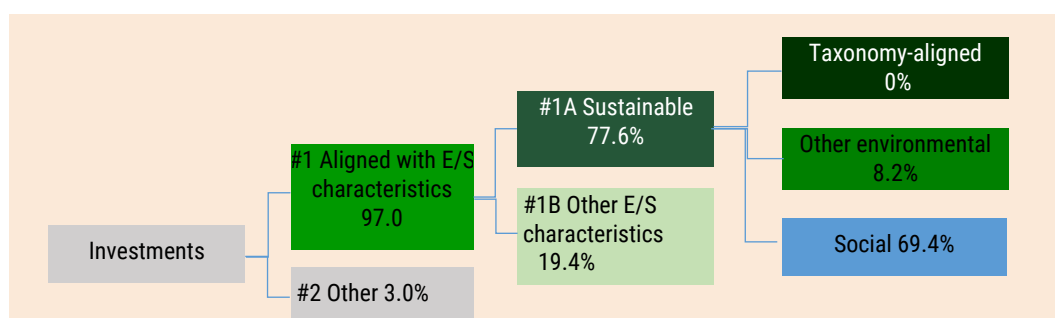 Investments
#1 Aligned with E/S
characteristics
97.0
#2 Other 3.0%
#1A Sustainable
77.6%
#1B Other E/S
characteristics
19.4%
Taxonomy-aligned
0%
Other environmental
8.2%
Social 69.4%